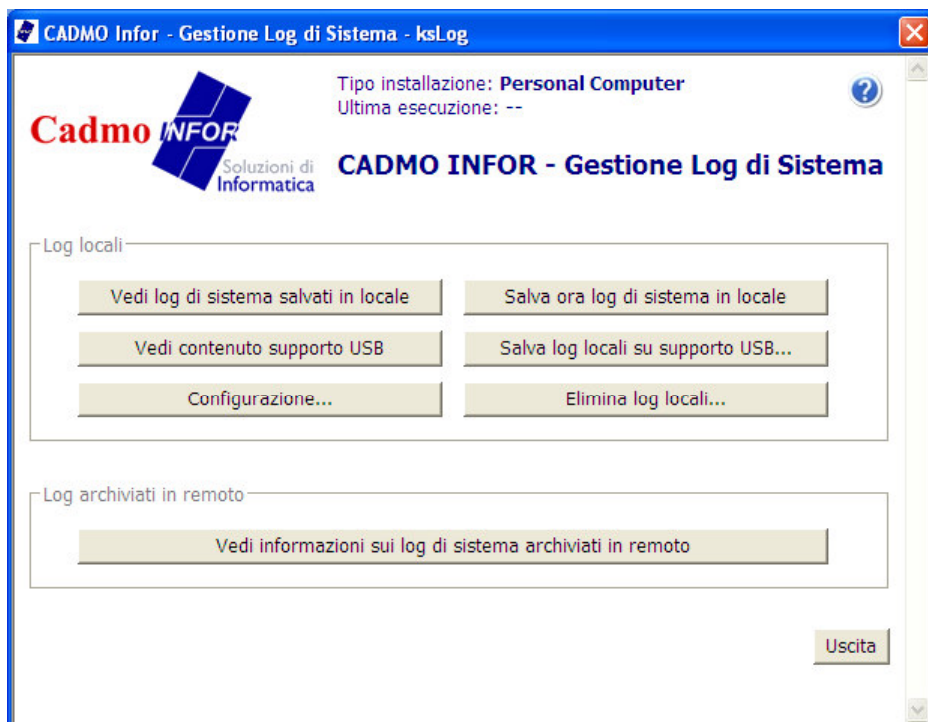 CADMO Infor - Gestione Log di Sistema - ksLog
Tipo installazione: Personal Computer
Ultima esecuzione: --
?
Cadmo INFOR
Soluzioni di
Informatica
CADMO INFOR - Gestione Log di Sistema
Log locali
Vedi log di sistema salvati in locale
Salva ora log di sistema in locale
Vedi contenuto supporto USB
Salva log locali su supporto USB...
Configurazione...
Elimina log locali...
Log archiviati in remoto
Vedi informazioni sui log di sistema archiviati in remoto
Uscita